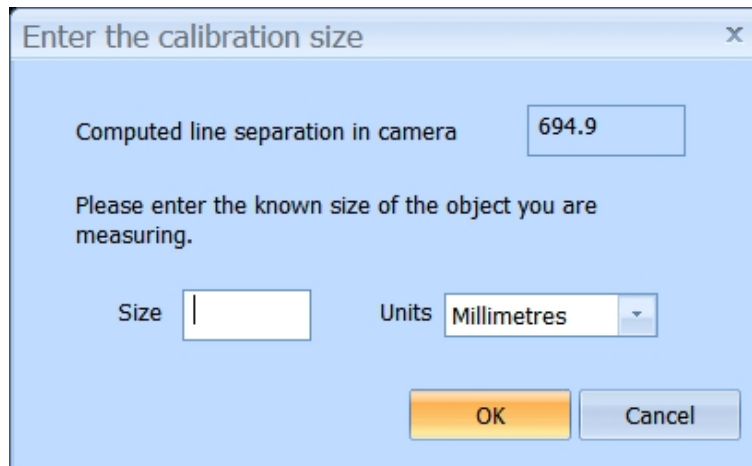 Enter the calibration size
x
Computed line separation in camera 694.9
Please enter the known size of the object you are
measuring.
Size Units Millimetres
OK Cancel